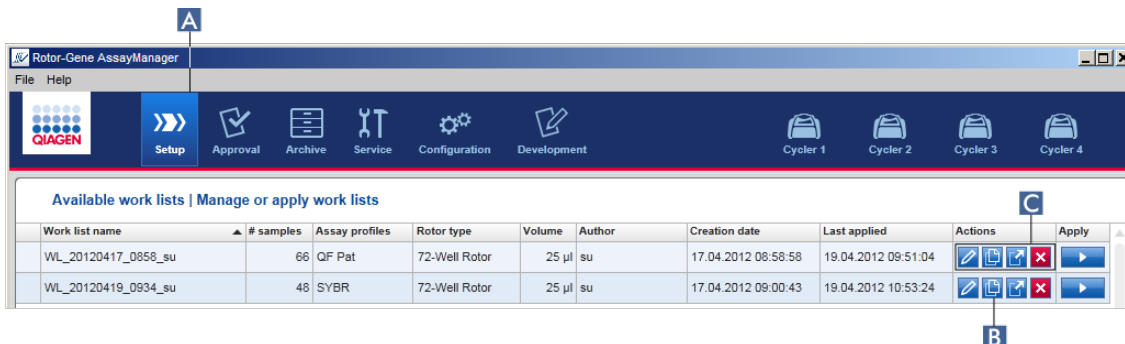 A
Rotor-Gene AssayManager
File Help
QIAGEN
Setup Approval Archive Service Configuration Development Cycler 1 Cycler 2 Cycler 3 Cycler 4
Available work lists | Manage or apply work lists
C
Work list name # samples Assay profiles Rotor type Volume Author Creation date Last applied Actions Apply
WL_20120417_0858_su 66 QF Pat 72-Well Rotor 25 µl su 17.04.2012 08:58:58 19.04.2012 09:51:04
WL_20120419_0934_su 48 SYBR 72-Well Rotor 25 µl su 17.04.2012 09:00:43 19.04.2012 10:53:24
B